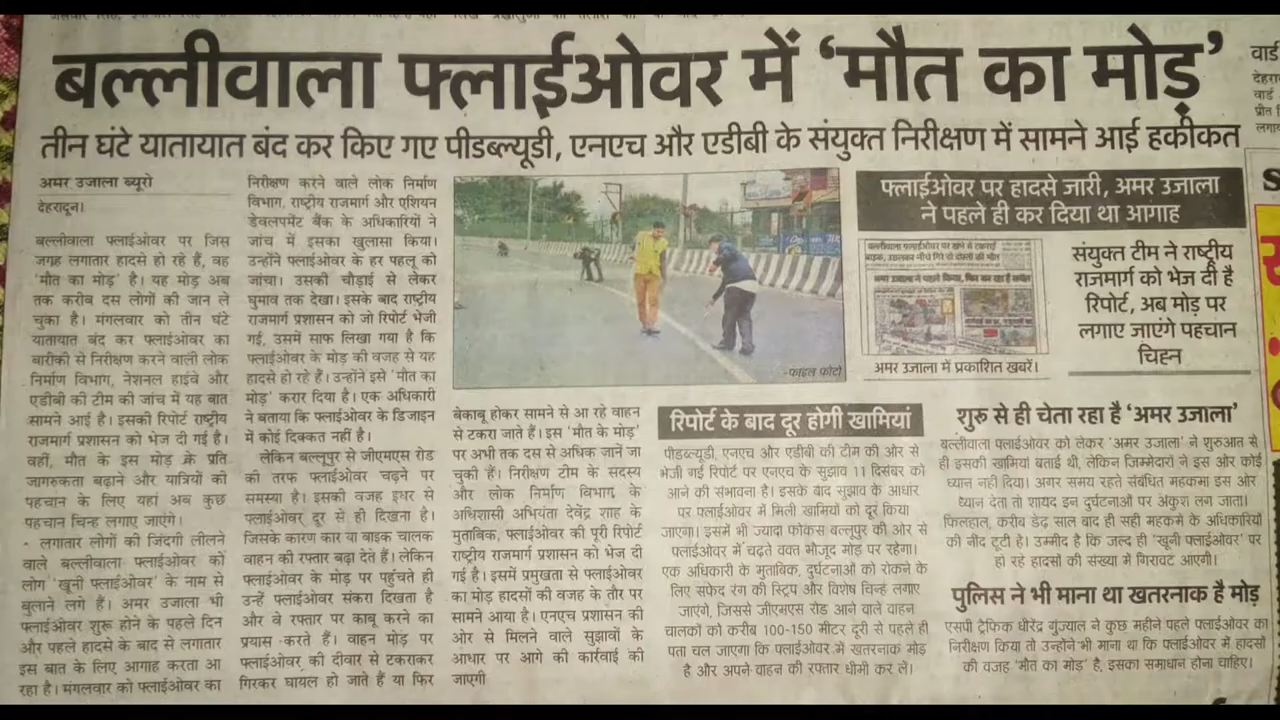 बल्लीवाला फ्लाईओवर में ‘मौत का मोड़’
तीन घंटे यातायात बंद कर किए गए पीडब्ल्यूडी, एनएच और एडीबी के संयुक्त निरीक्षण में सामने आई हकीकत
अमर उजाला ब्यूरो
देहरादून।
बल्लीवाला फ्लाईओवर पर जिस
जगह लगातार हादसे हो रहे हैं, वह
‘मौत का मोड़’ है। यह मोड़ अब
तक करीब दस लोगों की जान ले
चुका है। मंगलवार को तीन घंटे
यातायात बंद कर फ्लाईओवर का
बारीकी से निरीक्षण करने वाली लोक
निर्माण विभाग, नेशनल हाईवे और
एडीबी की टीम की जांच में यह बात
सामने आई है। इसकी रिपोर्ट राष्ट्रीय
राजमार्ग प्रशासन को भेज दी गई है।
वहीं, मौत के इस मोड़ के प्रति
जागरुकता बढ़ाने और यात्रियों की
पहचान के लिए यहां अब कुछ
पहचान चिन्ह लगाए जाएंगे।
लगातार लोगों की जिंदगी लीलने
वाले बल्लीवाला फ्लाईओवर को
लोग ‘खूनी फ्लाईओवर’ के नाम से
बुलाने लगे हैं। अमर उजाला भी
फ्लाईओवर शुरू होने के पहले दिन
और पहले हादसे के बाद से लगातार
इस बात के लिए आगाह करता आ
रहा है। मंगलवार को फ्लाईओवर का
निरीक्षण करने वाले लोक निर्माण
विभाग, राष्ट्रीय राजमार्ग और एशियन
डेवलपमेंट बैंक के अधिकारियों ने
जांच में इसका खुलासा किया।
उन्होंने फ्लाईओवर के हर पहलू को
जांचा। उसकी चौड़ाई से लेकर
घुमाव तक देखा। इसके बाद राष्ट्रीय
राजमार्ग प्रशासन को जो रिपोर्ट भेजी
गई, उसमें साफ लिखा गया है कि
फ्लाईओवर के मोड़ की वजह से यह
हादसे हो रहे हैं। उन्होंने इसे ‘मौत का
मोड़’ करार दिया है। एक अधिकारी
ने बताया कि फ्लाईओवर के डिजाइन
में कोई दिक्कत नहीं है।
लेकिन बल्लूपुर से जीएमएस रोड
की तरफ फ्लाईओवर चढ़ने पर
समस्या है। इसकी वजह इधर से
फ्लाईओवर दूर से ही दिखना है।
जिसके कारण कार या बाइक चालक
वाहन की रफ्तार बढ़ा देते हैं। लेकिन
फ्लाईओवर के मोड़ पर पहुंचते ही
उन्हें फ्लाईओवर संकरा दिखता है
और वे रफ्तार पर काबू करने का
प्रयास करते हैं। वाहन मोड़ पर
फ्लाईओवर की दीवार से टकराकर
गिरकर घायल हो जाते हैं या फिर
-फाइल फोटो
बेकाबू होकर सामने से आ रहे वाहन
से टकरा जाते हैं। इस ‘मौत के मोड़’
पर अभी तक दस से अधिक जानें जा
चुकी हैं। निरीक्षण टीम के सदस्य
और लोक निर्माण विभाग के
अधिशासी अभियंता देवेंद्र शाह के
मुताबिक, फ्लाईओवर की पूरी रिपोर्ट
राष्ट्रीय राजमार्ग प्रशासन को भेज दी
गई है। इसमें प्रमुखता से फ्लाईओवर
का मोड़ हादसों की वजह के तौर पर
सामने आया है। एनएच प्रशासन की
ओर से मिलने वाले सुझावों के
आधार पर आगे की कार्रवाई की
जाएगी
फ्लाईओवर पर हादसे जारी, अमर उजाला
ने पहले ही कर दिया था आगाह
अमर उजाला में प्रकाशित खबरें।
संयुक्त टीम ने राष्ट्रीय
राजमार्ग को भेज दी है
रिपोर्ट, अब मोड़ पर
लगाए जाएंगे पहचान
चिह्न
रिपोर्ट के बाद दूर होगी खामियां
पीडब्ल्यूडी, एनएच और एडीबी की टीम की ओर से
भेजी गई रिपोर्ट पर एनएच के सुझाव 11 दिसंबर को
आने की संभावना है। इसके बाद सुझाव के आधार
पर फ्लाईओवर में मिली खामियों को दूर किया
जाएगा। इसमें भी ज्यादा फोकस बल्लूपुर की ओर से
फ्लाईओवर में चढ़ते वक्त मौजूद मोड़ पर रहेगा।
एक अधिकारी के मुताबिक, दुर्घटनाओं को रोकने के
लिए सफेद रंग की स्ट्रिप और विशेष चिन्ह लगाए
जाएंगे, जिससे जीएमएस रोड आने वाले वाहन
चालकों को करीब 100-150 मीटर दूरी से पहले ही
पता चल जाएगा कि फ्लाईओवर में खतरनाक मोड़
है और अपने वाहन की रफ्तार धीमी कर लें।
शुरू से ही चेता रहा है ‘अमर उजाला’
बल्लीवाला फ्लाईओवर को लेकर ‘अमर उजाला’ ने शुरुआत से
ही इसकी खामियां बताई थी, लेकिन जिम्मेदारों ने इस ओर कोई
ध्यान नहीं दिया। अगर समय रहते संबंधित महकमा इस ओर
ध्यान देता तो शायद इन दुर्घटनाओं पर अंकुश लग जाता।
फिलहाल, करीब डेढ़ साल बाद ही सही महकमे के अधिकारियों
की नींद टूटी है। उम्मीद है कि जल्द ही ‘खूनी फ्लाईओवर’ पर
हो रहे हादसों की संख्या में गिरावट आएगी।
पुलिस ने भी माना था खतरनाक है मोड़
एसपी ट्रैफिक धीरेंद्र गुंज्याल ने कुछ महीने पहले फ्लाईओवर का
निरीक्षण किया तो उन्होंने भी माना था कि फ्लाईओवर में हादसों
की वजह ‘मौत का मोड़’ है, इसका समाधान होना चाहिए।